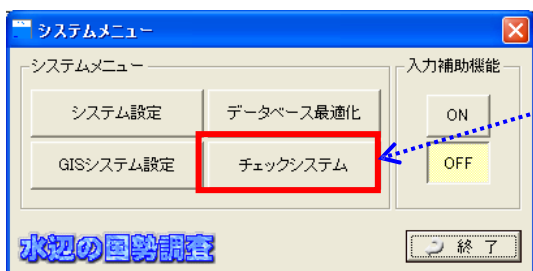 システムメニュー
システムメニュー
入力補助機能
システム設定
データベース最適化
ON
GISシステム設定
チェックシステム
OFF
水辺の国勢調査
終 了